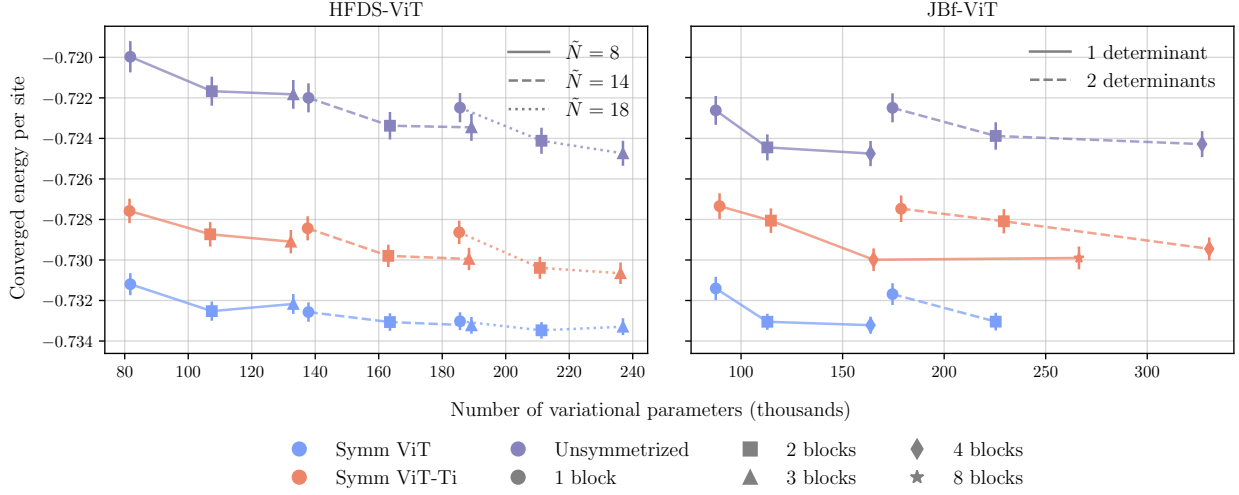 HFDS-ViT
JBf-ViT
Converged energy per site
−0.720
−0.722
−0.724
−0.726
−0.728
−0.730
−0.732
−0.734
Ñ = 8
Ñ = 14
Ñ = 18
1 determinant
2 determinants
80 100 120 140 160 180 200 220 240
100 150 200 250 300
Number of variational parameters (thousands)
Symm ViT Unsymmetrized 2 blocks 4 blocks
Symm ViT-Ti 1 block 3 blocks 8 blocks